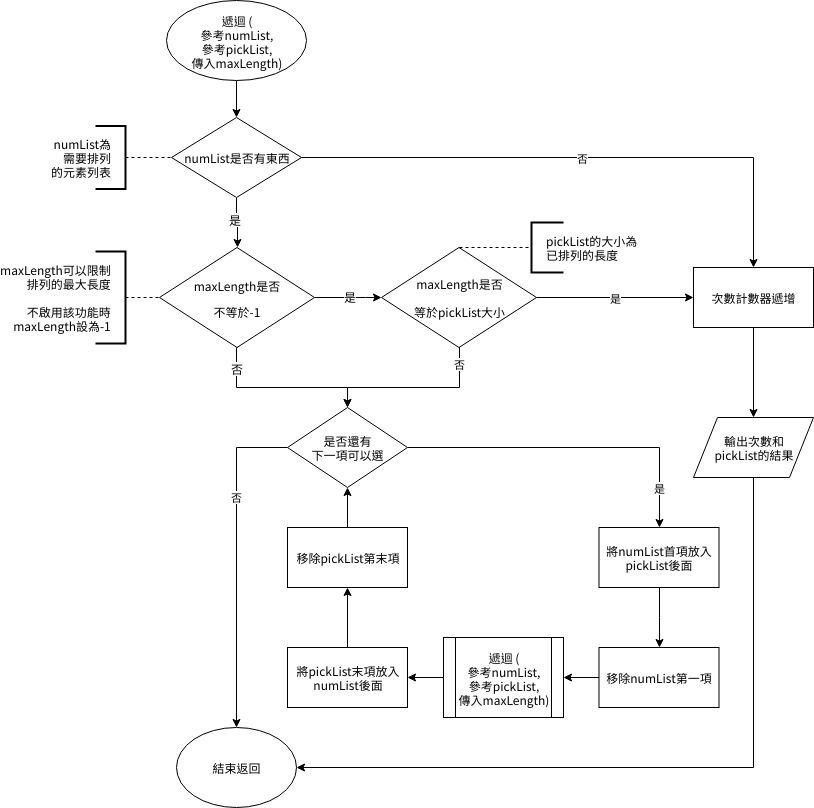 遞迴 (
參考numList,
參考pickList,
傳入maxLength)
numList為
需要排列
的元素列表
numList是否有東西
否
是
pickList的大小為
已排列的長度
maxLength可以限制
排列的最大長度
不啟用該功能時
maxLength設為-1
maxLength是否
不等於-1
是
maxLength是否
等於pickList大小
是
次數計數器遞增
否
否
是否還有
下一項可以選
輸出次數和
pickList的結果
否
是
移除pickList第末項
將numList首項放入
pickList後面
將pickList末項放入
numList後面
遞迴 (
參考numList,
參考pickList,
傳入maxLength)
移除numList第一項
結束返回